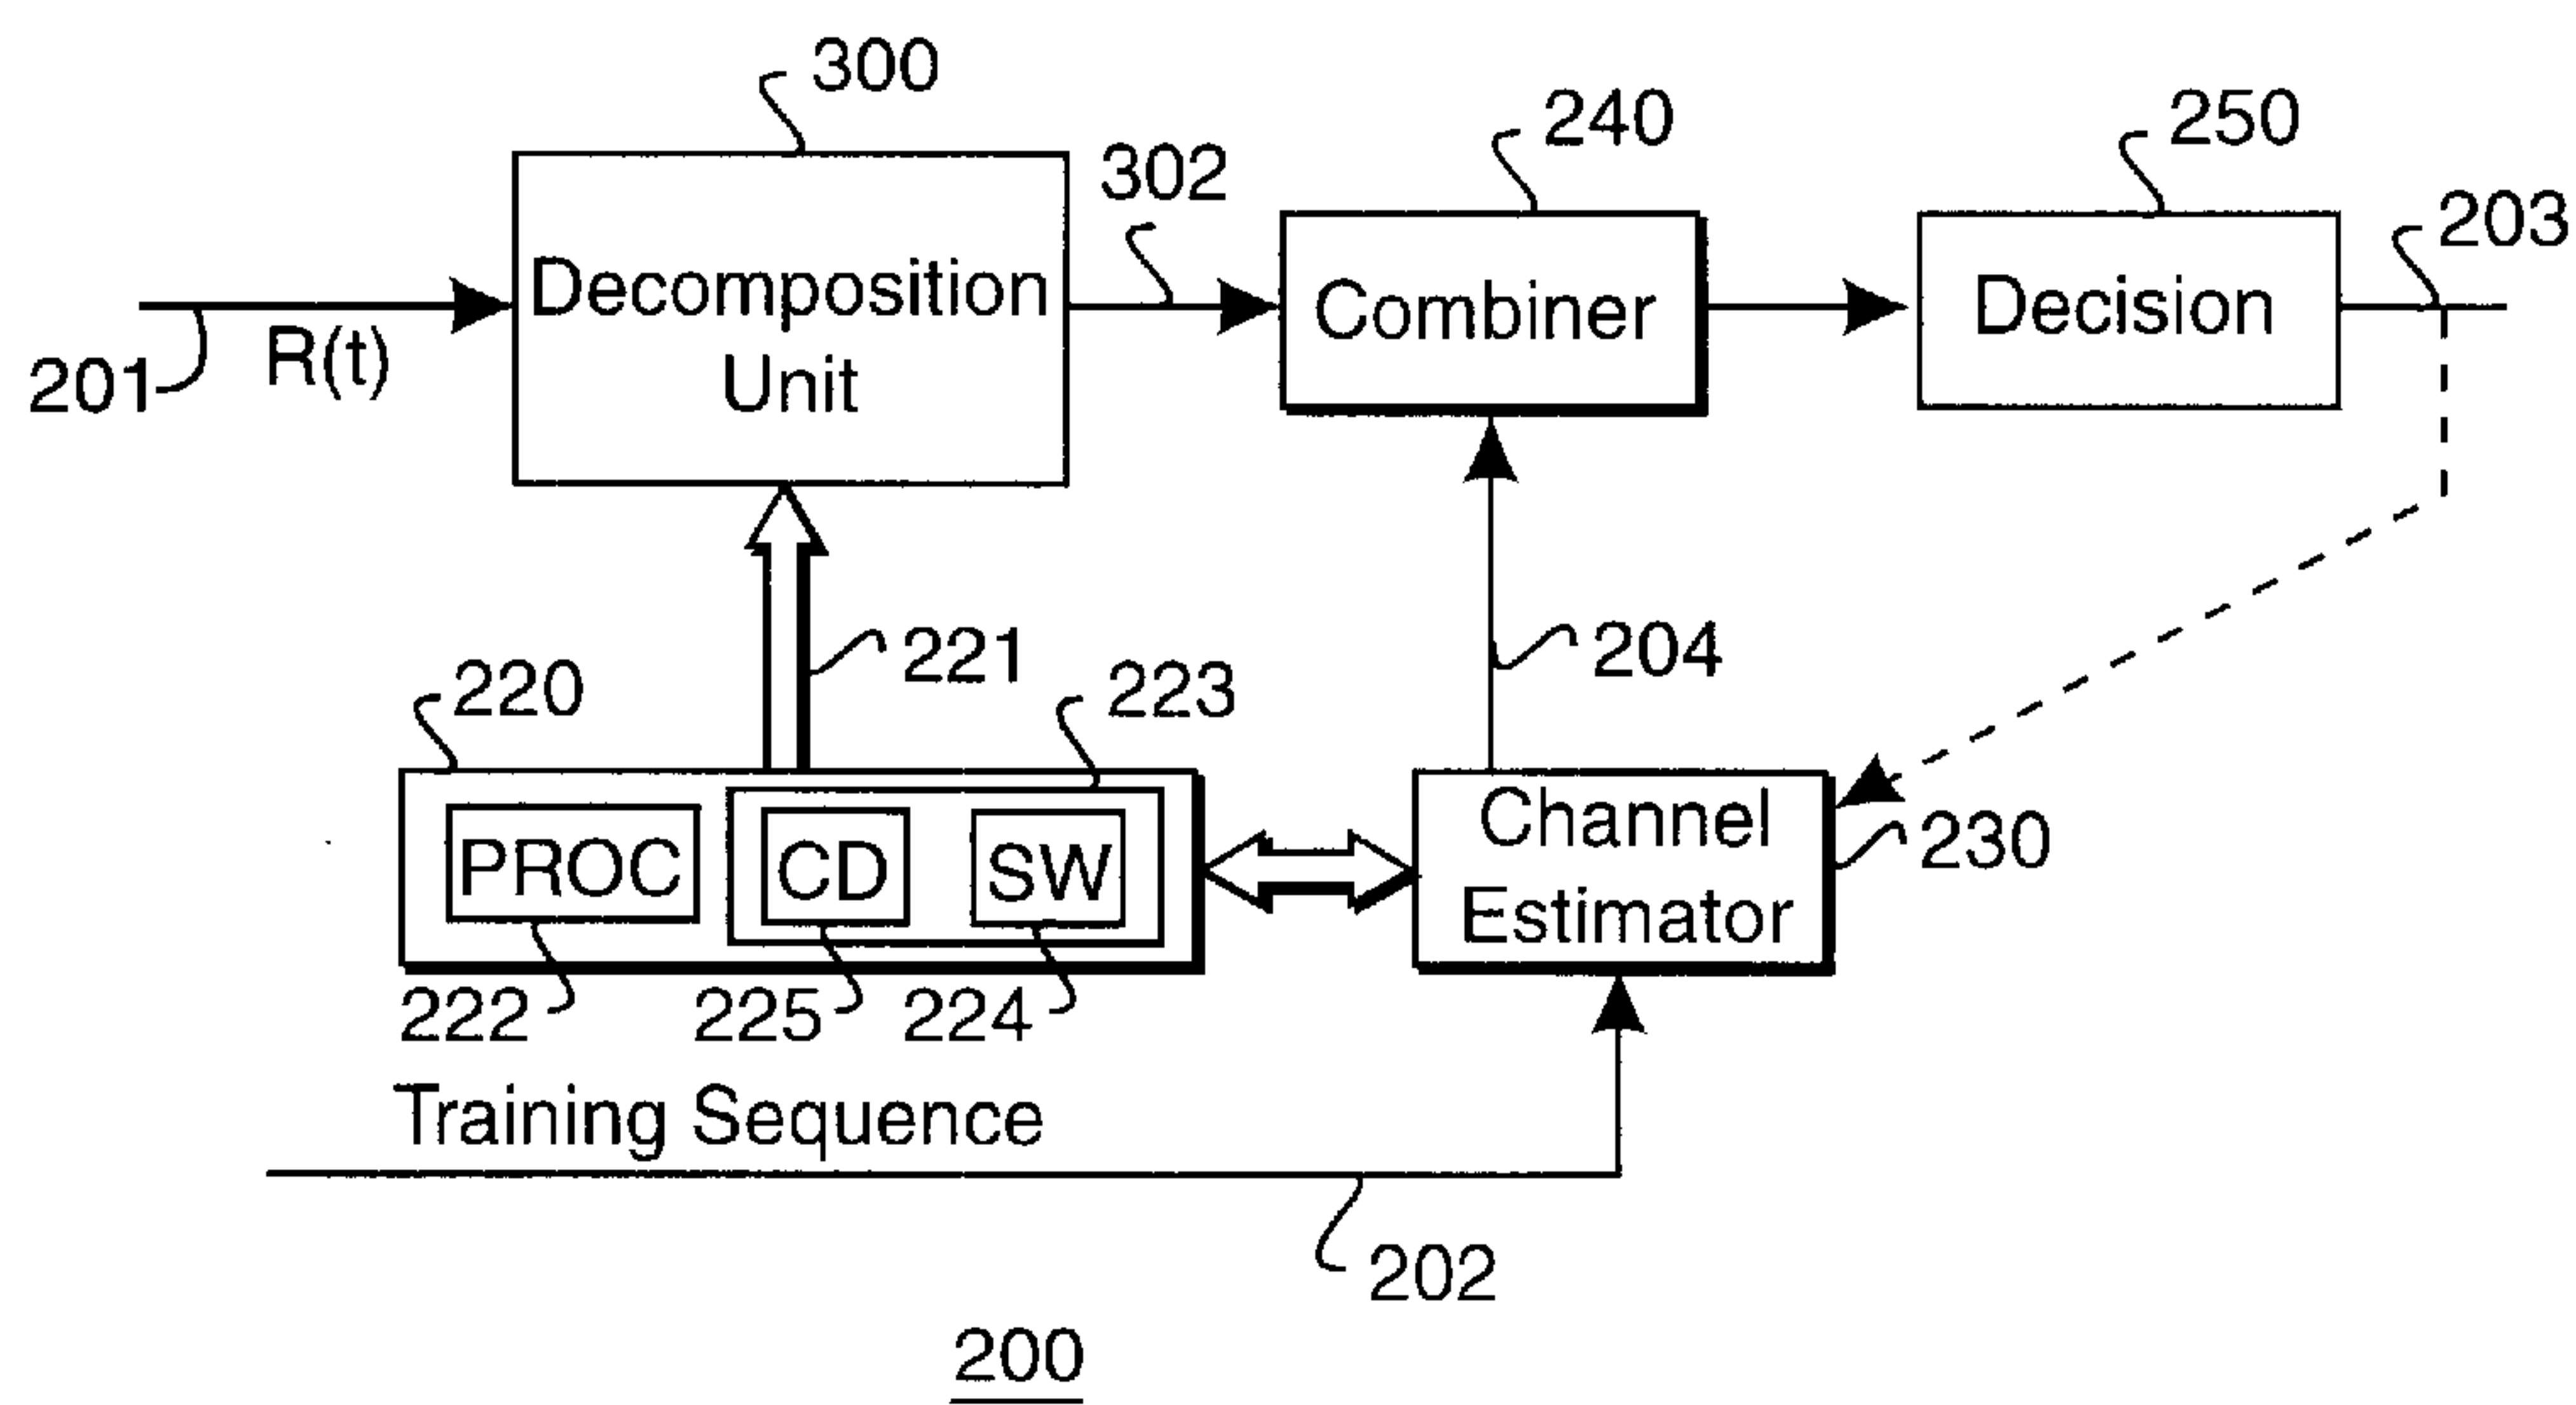 300
240
250
302
203
Decomposition
Unit
Combiner
Decision
R(t)
201
221
204
220
223
PROC
CD
SW
Channel
Estimator
230
222
225
224
Training Sequence
202
200